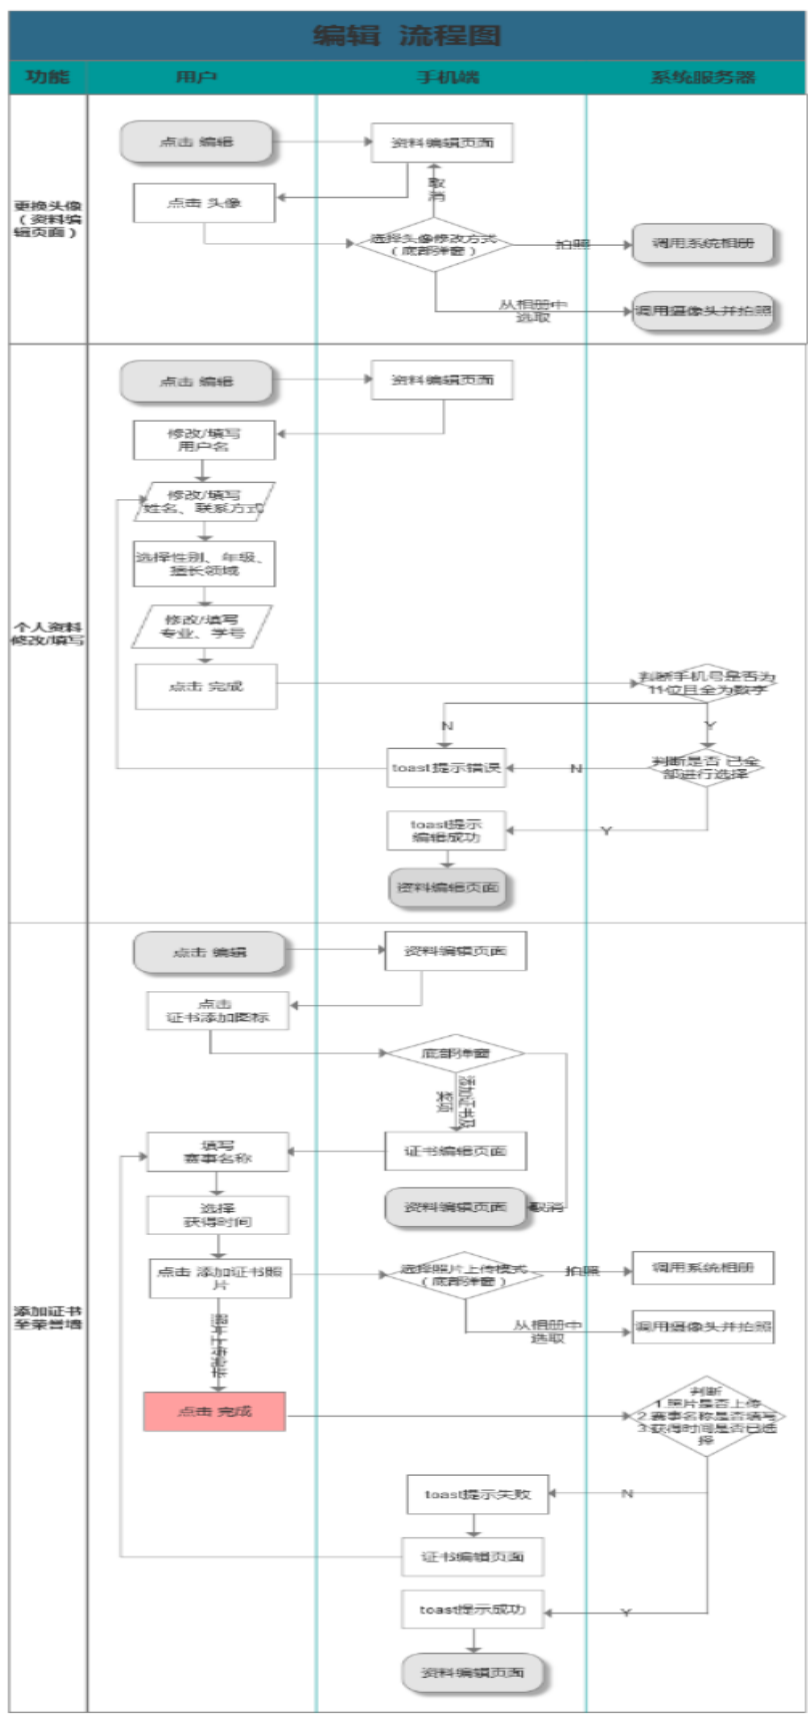 编辑 流程图
功能
用户
手机端
系统服务器
更换头像
（资料编
辑页面）
点击 编辑
资料编辑页面
取
消
点击 头像
选择头像修改方式
（底部弹窗）
拍照
调用系统相册
从相册中
选取
调用摄像头并拍照
个人资料
修改/填写
点击 编辑
资料编辑页面
修改/填写
用户名
修改/填写
姓名、联系方式
选择性别、年级、
擅长领域
修改/填写
专业、学号
点击 完成
判断手机号是否为
11位且全为数字
N
Y
toast提示错误
N
判断是否 已全
部进行选择
toast提示
编辑成功
Y
资料编辑页面
添加证书
至荣誉墙
点击 编辑
资料编辑页面
点击
证书添加图标
底部弹窗
添加证书及
奖项
填写
赛事名称
证书编辑页面
选择
获得时间
资料编辑页面
取消
点击 添加证书照
片
选择照片上传模式
（底部弹窗）
拍照
调用系统相册
从相册中
选取
调用摄像头并拍照
点击 完成
判断
1.照片是否上传
2.赛事名称是否填写
3.获得时间是否已选
择
toast提示失败
N
证书编辑页面
toast提示成功
Y
资料编辑页面